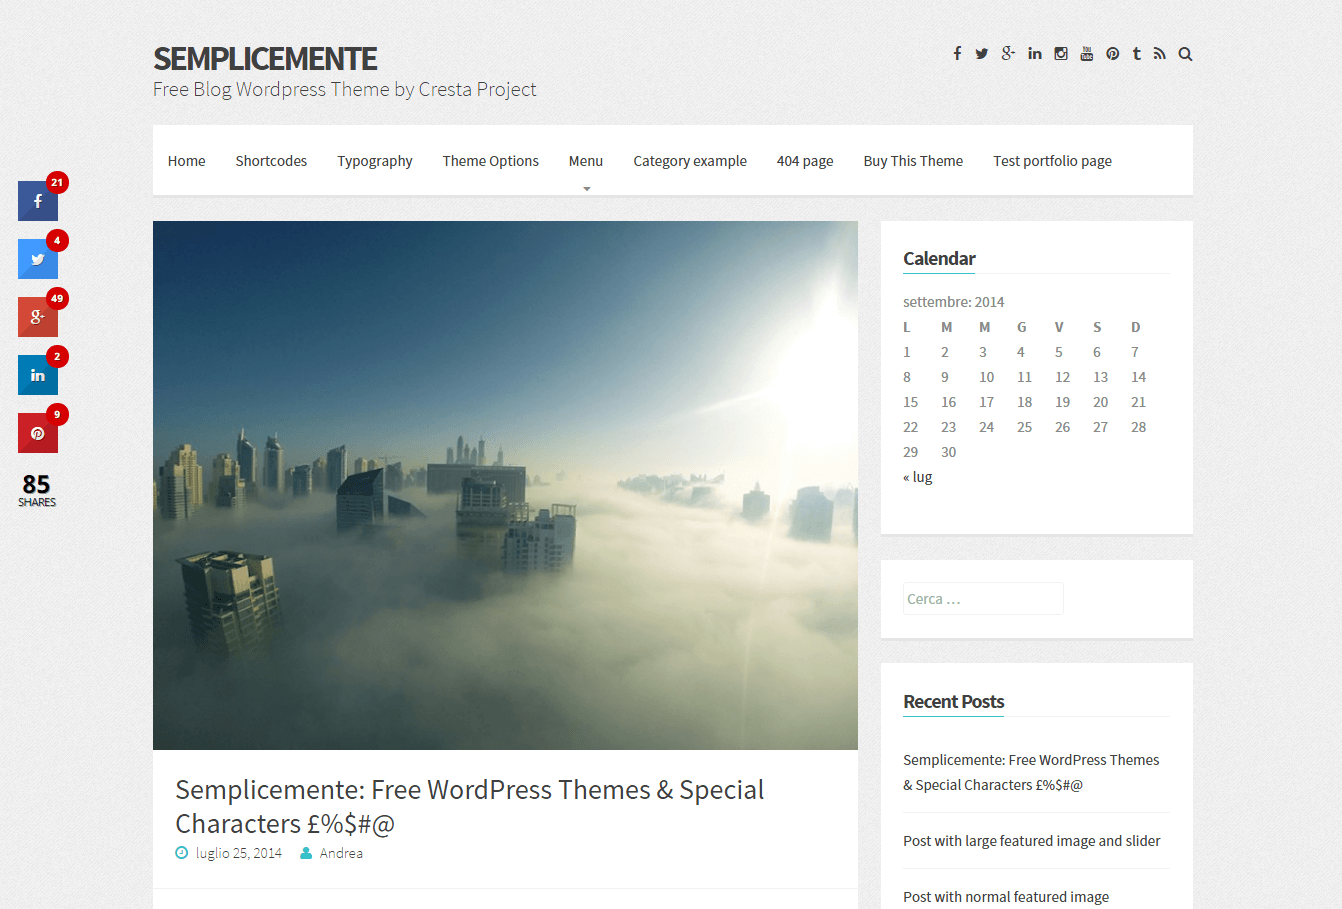 SEMPLICEMENTE
Free Blog Wordpress Theme by Cresta Project
Home Shortcodes Typography Theme Options Menu Category example 404 page Buy This Theme Test portfolio page
21
4
49
2
9
85
SHARES
Semplicemente: Free WordPress Themes & Special
Characters £%$#@
luglio 25, 2014 Andrea
Calendar
settembre: 2014
L M M G V S D
1 2 3 4 5 6 7
8 9 10 11 12 13 14
15 16 17 18 19 20 21
22 23 24 25 26 27 28
29 30
« lug
Cerca …
Recent Posts
Semplicemente: Free WordPress Themes
& Special Characters £%$#@
Post with large featured image and slider
Post with normal featured image